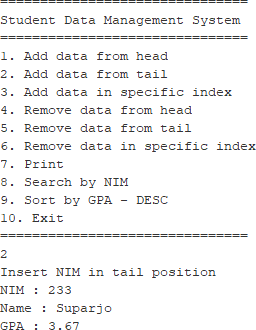 ===============================
Student Data Management System
===============================
1. Add data from head
2. Add data from tail
3. Add data in specific index
4. Remove data from head
5. Remove data from tail
6. Remove data in specific index
7. Print
8. Search by NIM
9. Sort by GPA - DESC
10. Exit
===============================
2
Insert NIM in tail position
NIM : 233
Name : Suparjo
GPA : 3.67